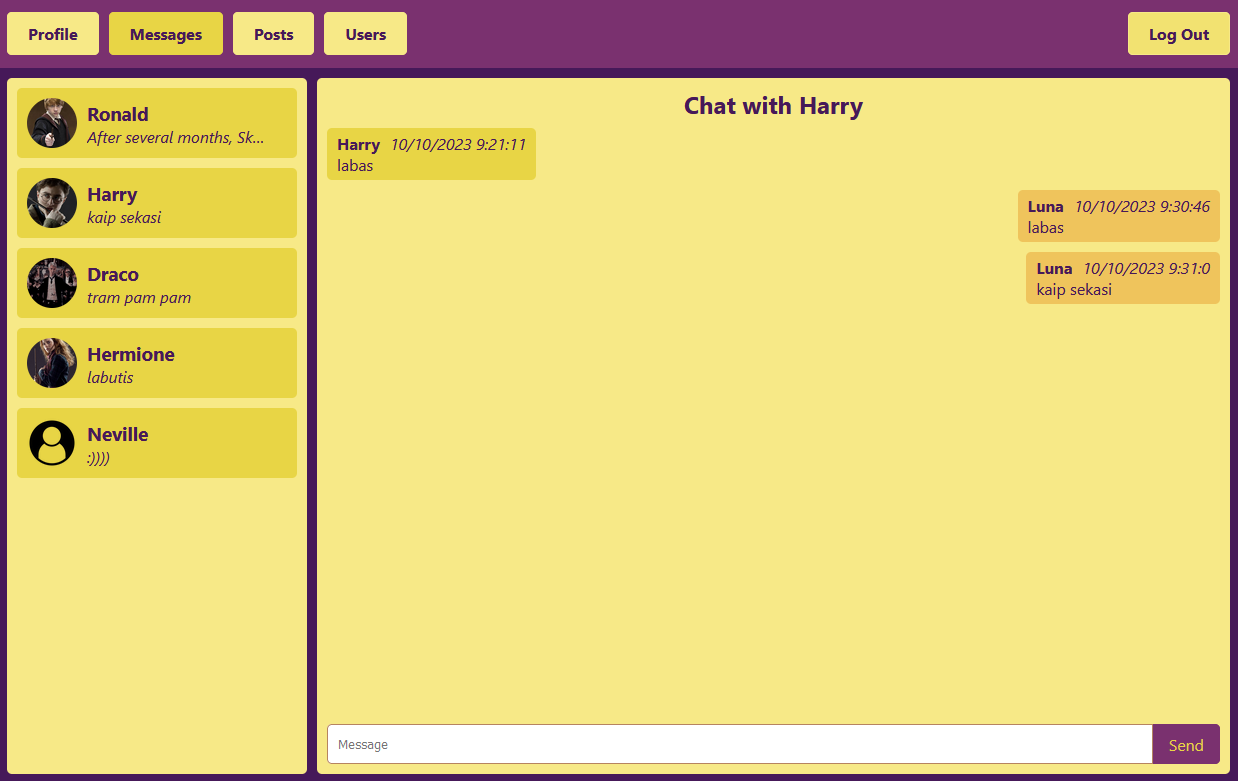 Profile
Messages
Posts
Users
Log Out
Ronald
After several months, Sk...
Harry
kaip sekasi
Draco
tram pam pam
Hermione
labutis
Neville
:))))
Chat with Harry
Harry 10/10/2023 9:21:11
labas
Luna 10/10/2023 9:30:46
labas
Luna 10/10/2023 9:31:0
kaip sekasi
Message
Send